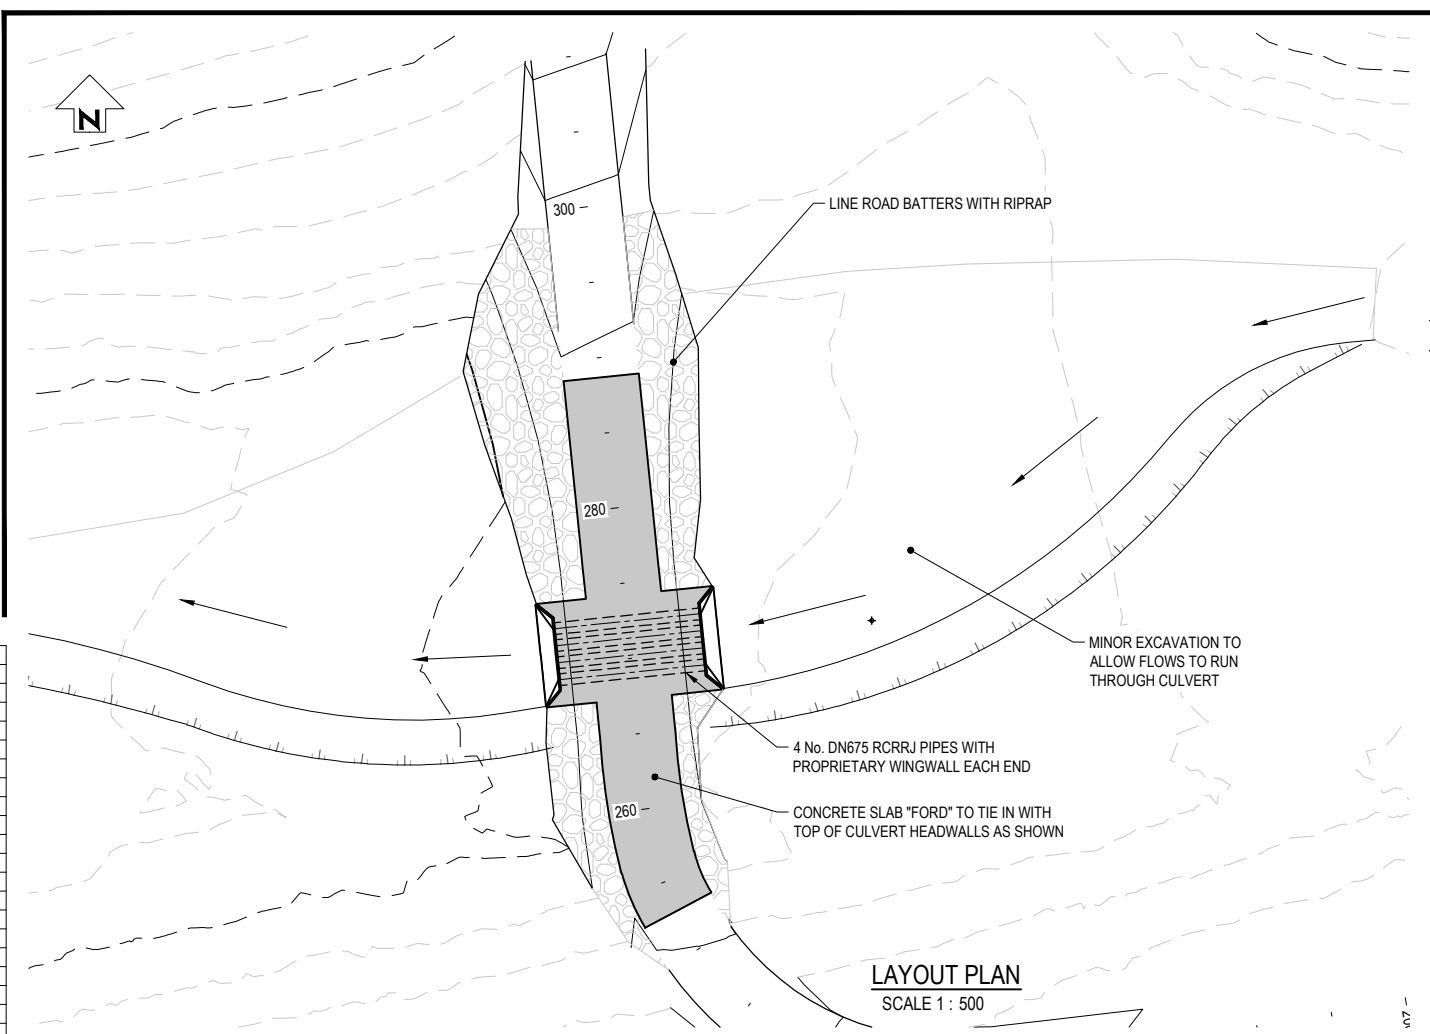 N
300
LINE ROAD BATTERS WITH RIPRAP
280
MINOR EXCAVATION TO
ALLOW FLOWS TO RUN
THROUGH CULVERT
4 No. DN675 RCRRJ PIPES WITH
PROPRIETARY WINGWALL EACH END
260
CONCRETE SLAB "FORD" TO TIE IN WITH
TOP OF CULVERT HEADWALLS AS SHOWN
LAYOUT PLAN
SCALE 1 : 500